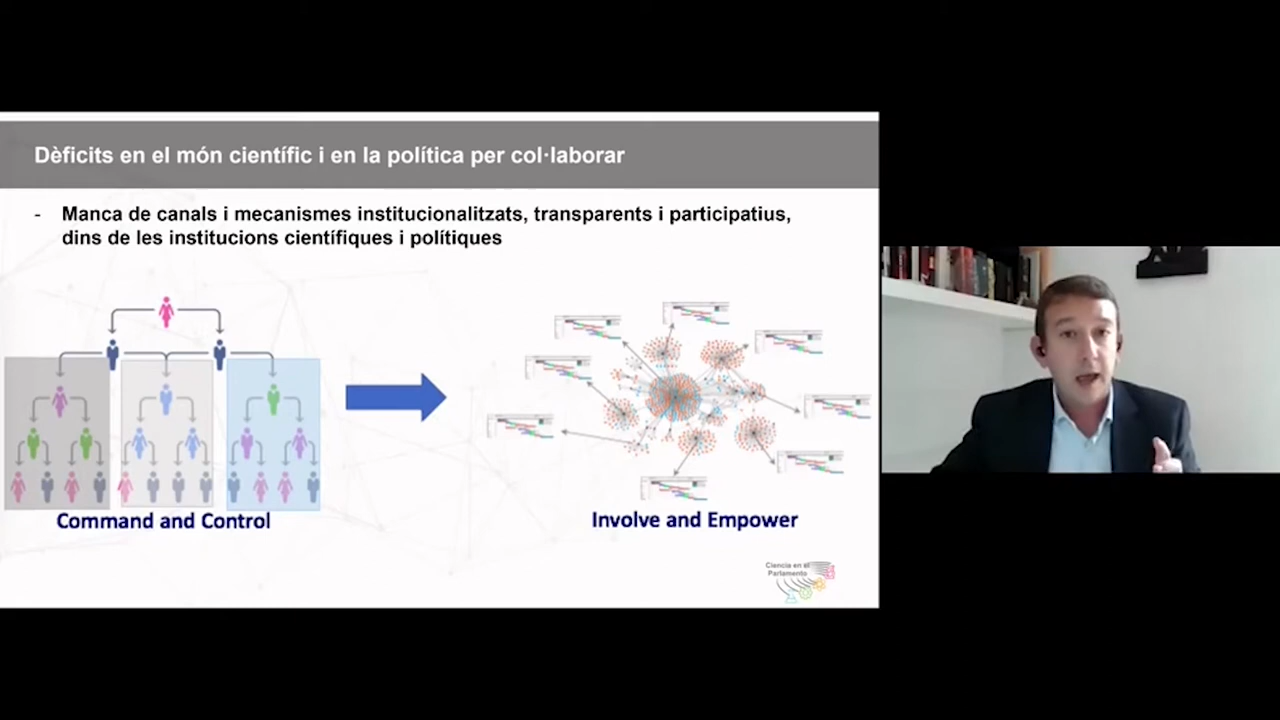 Dèficits en el món científic i en la política per col·laborar
- Manca de canals i mecanismes institucionalitzats, transparents i participatius,
dins de les institucions científiques i polítiques
Command and Control
Involve and Empower
Ciencia en el
Parlamento